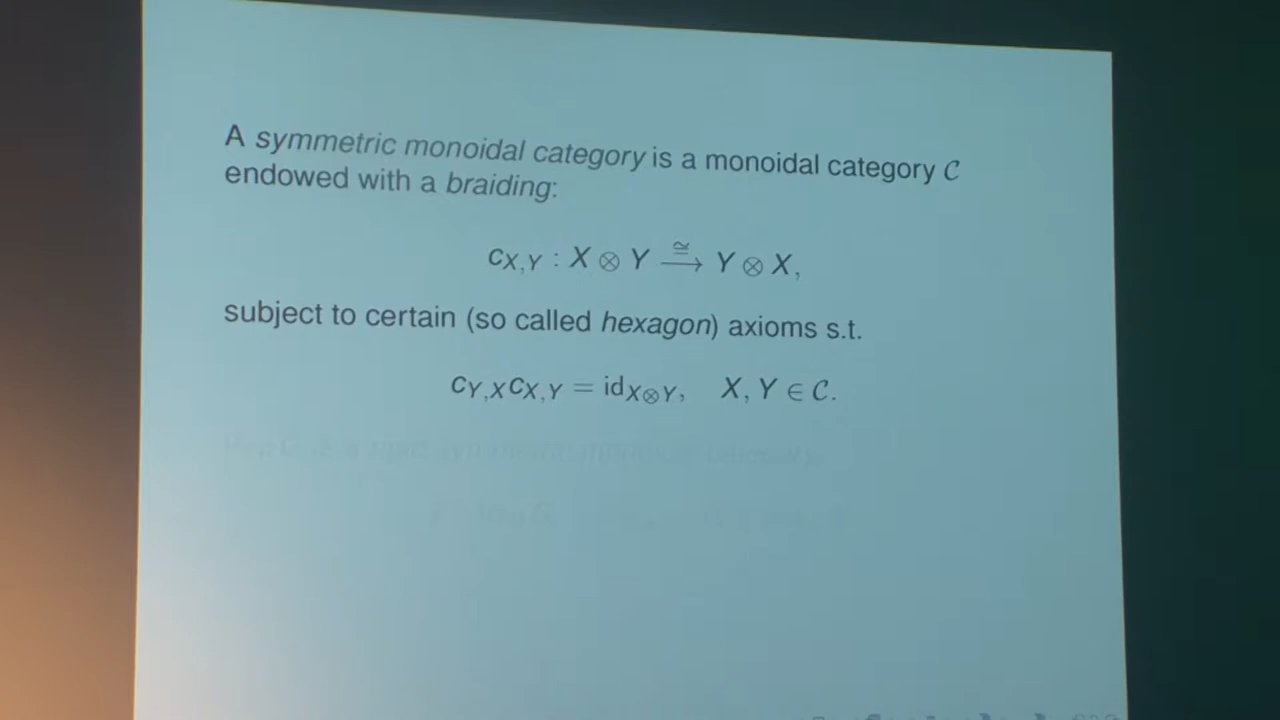 A symmetric monoidal category is a monoidal category 𝒞
endowed with a braiding:
c_{X,Y} : X ⊗ Y ≅⟶ Y ⊗ X,
subject to certain (so called hexagon) axioms s.t.
c_{Y,X}c_{X,Y} = id_{X⊗Y}, X, Y ∈ 𝒞.